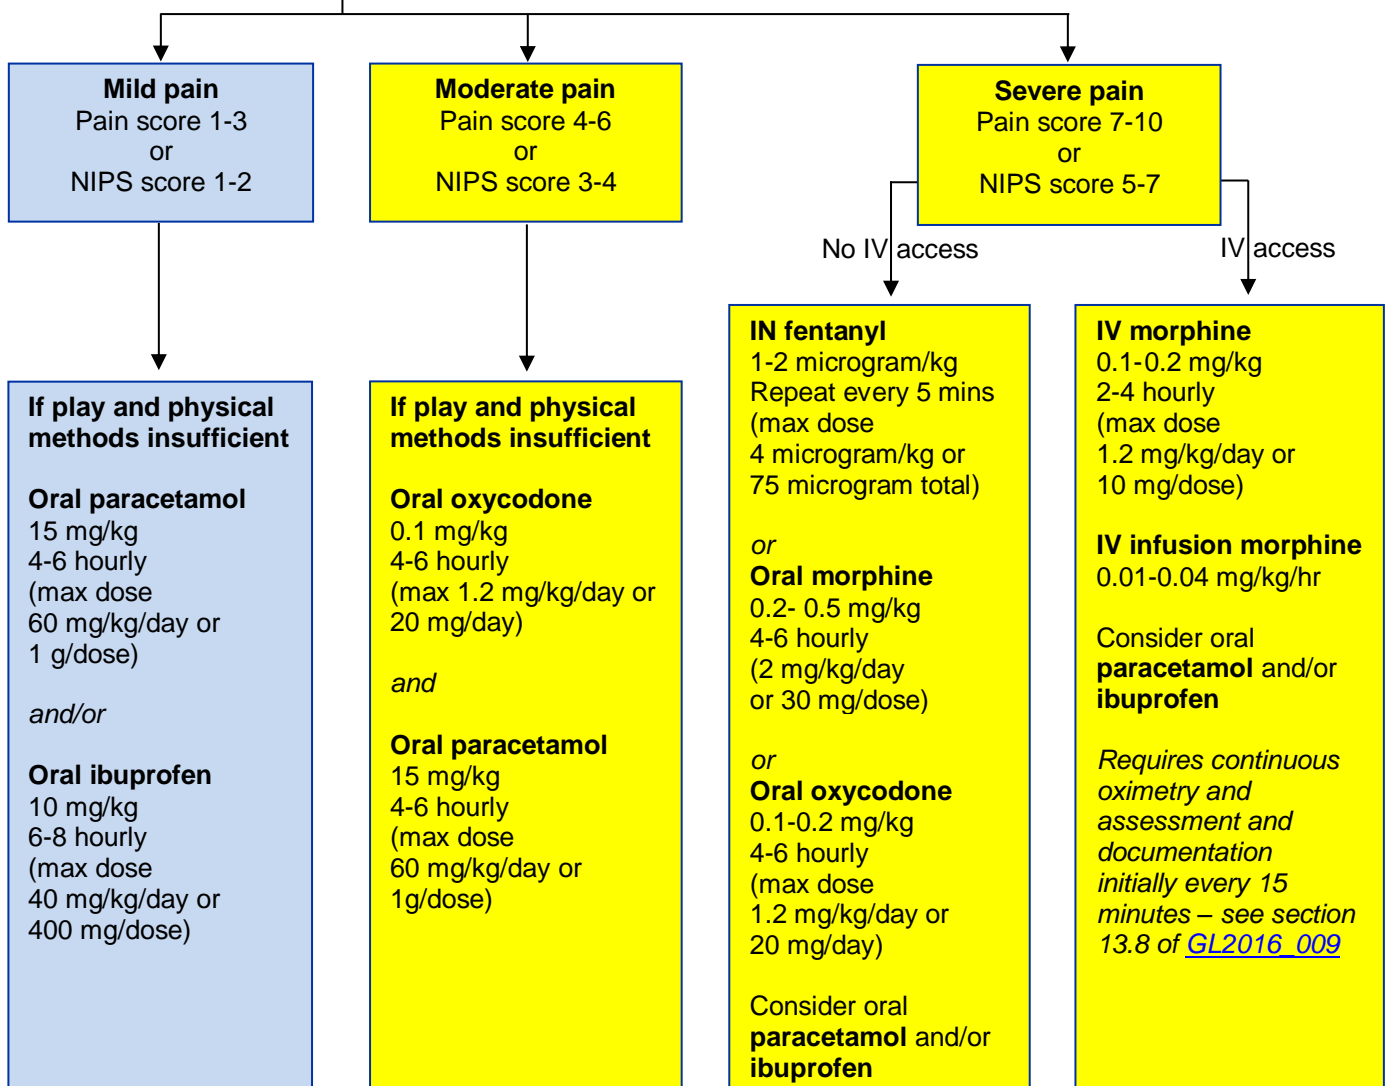 Mild pain
Pain score 1-3
or
NIPS score 1-2
Moderate pain
Pain score 4-6
or
NIPS score 3-4
Severe pain
Pain score 7-10
or
NIPS score 5-7
No IV access
IV access
If play and physical
methods insufficient
Oral paracetamol
15 mg/kg
4-6 hourly
(max dose
60 mg/kg/day or
1 g/dose)
and/or
Oral ibuprofen
10 mg/kg
6-8 hourly
(max dose
40 mg/kg/day or
400 mg/dose)
If play and physical
methods insufficient
Oral oxycodone
0.1 mg/kg
4-6 hourly
(max 1.2 mg/kg/day or
20 mg/day)
and
Oral paracetamol
15 mg/kg
4-6 hourly
(max dose
60 mg/kg/day or
1g/dose)
IN fentanyl
1-2 microgram/kg
Repeat every 5 mins
(max dose
4 microgram/kg or
75 microgram total)
or
Oral morphine
0.2- 0.5 mg/kg
4-6 hourly
(2 mg/kg/day
or 30 mg/dose)
or
Oral oxycodone
0.1-0.2 mg/kg
4-6 hourly
(max dose
1.2 mg/kg/day or
20 mg/day)
Consider oral
paracetamol and/or
ibuprofen
IV morphine
0.1-0.2 mg/kg
2-4 hourly
(max dose
1.2 mg/kg/day or
10 mg/dose)
IV infusion morphine
0.01-0.04 mg/kg/hr
Consider oral
paracetamol and/or
ibuprofen
Requires continuous
oximetry and
assessment and
documentation
initially every 15
minutes – see section
13.8 of GL2016_009